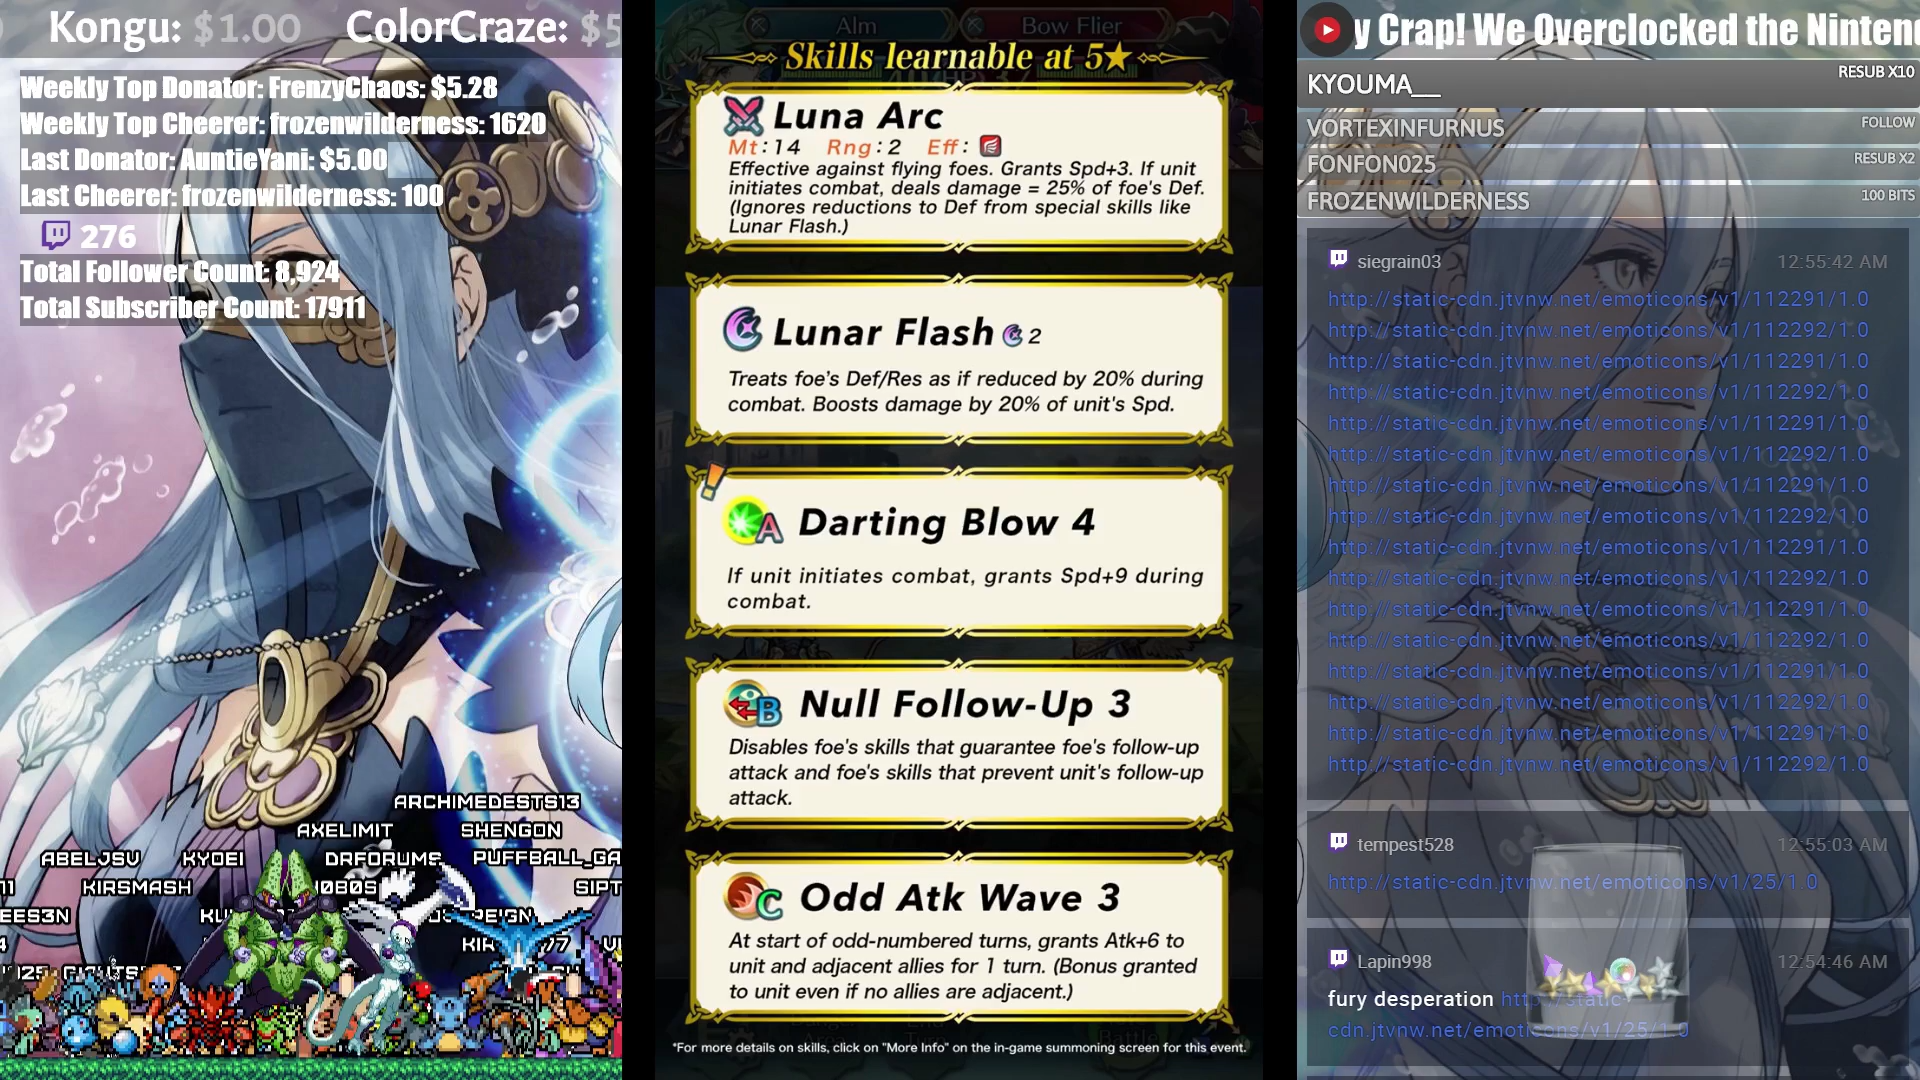 Kongu: $1.00 ColorCraze: $5
Weekly Top Donator: FrenzyChaos: $5.28
Weekly Top Cheerer: frozenwilderness: 1620
Last Donator: AuntieYani: $5.00
Last Cheerer: frozenwilderness: 100
276
Total Follower Count: 8,924
Total Subscriber Count: 17911
ARCHIMEDESTS13
AXELIMIT SHENGON
ABELJSV KYOEI DRFORUMS PUFFBALL_GA
KIRSMASH SIPT
EES3N
Alm Bow Flier
Skills learnable at 5★
Luna Arc
Mt:14 Rng:2 Eff:
Effective against flying foes. Grants Spd+3. If unit
initiates combat, deals damage = 25% of foe's Def.
(Ignores reductions to Def from special skills like
Lunar Flash.)
Lunar Flash 2
Treats foe's Def/Res as if reduced by 20% during
combat. Boosts damage by 20% of unit's Spd.
A Darting Blow 4
If unit initiates combat, grants Spd+9 during
combat.
B Null Follow-Up 3
Disables foe's skills that guarantee foe's follow-up
attack and foe's skills that prevent unit's follow-up
attack.
C Odd Atk Wave 3
At start of odd-numbered turns, grants Atk+6 to
unit and adjacent allies for 1 turn. (Bonus granted
to unit even if no allies are adjacent.)
*For more details on skills, click on "More Info" on the in-game summoning screen for this event.
y Crap! We Overclocked the Ninten
KYOUMA__ RESUB X10
VORTEXINFURNUS FOLLOW
FONFON025 RESUB X2
FROZENWILDERNESS 100 BITS
siegrain03 12:55:42 AM
http://static-cdn.jtvnw.net/emoticons/v1/112291/1.0
http://static-cdn.jtvnw.net/emoticons/v1/112292/1.0
http://static-cdn.jtvnw.net/emoticons/v1/112291/1.0
http://static-cdn.jtvnw.net/emoticons/v1/112292/1.0
http://static-cdn.jtvnw.net/emoticons/v1/112291/1.0
http://static-cdn.jtvnw.net/emoticons/v1/112292/1.0
http://static-cdn.jtvnw.net/emoticons/v1/112291/1.0
http://static-cdn.jtvnw.net/emoticons/v1/112292/1.0
http://static-cdn.jtvnw.net/emoticons/v1/112291/1.0
http://static-cdn.jtvnw.net/emoticons/v1/112292/1.0
http://static-cdn.jtvnw.net/emoticons/v1/112291/1.0
http://static-cdn.jtvnw.net/emoticons/v1/112292/1.0
http://static-cdn.jtvnw.net/emoticons/v1/112291/1.0
http://static-cdn.jtvnw.net/emoticons/v1/112292/1.0
http://static-cdn.jtvnw.net/emoticons/v1/112291/1.0
http://static-cdn.jtvnw.net/emoticons/v1/112292/1.0
tempest528 12:55:03 AM
http://static-cdn.jtvnw.net/emoticons/v1/25/1.0
Lapin998 12:54:46 AM
fury desperation http://static-
cdn.jtvnw.net/emoticons/v1/25/1.0